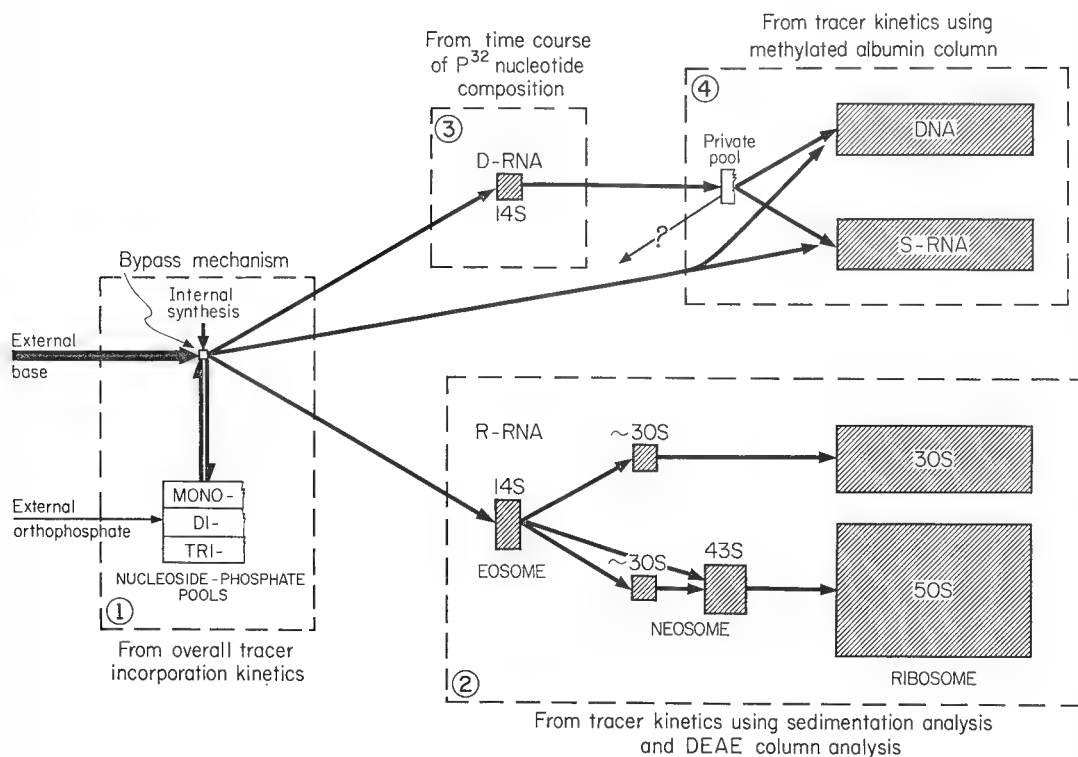 From time course
of P32 nucleotide
composition
From tracer kinetics using
methylated albumin column
③
D-RNA
14S
④
Private
pool
DNA
?
S-RNA
Bypass mechanism
Internal
synthesis
External
base
External
orthophosphate
MONO-
DI-
TRI-
NUCLEOSIDE-PHOSPHATE
POOLS
①
From overall tracer
incorporation kinetics
R-RNA
~30S
30S
14S
EOSOME
~30S
43S
NEOSOME
50S
RIBOSOME
②
From tracer kinetics using sedimentation analysis
and DEAE column analysis